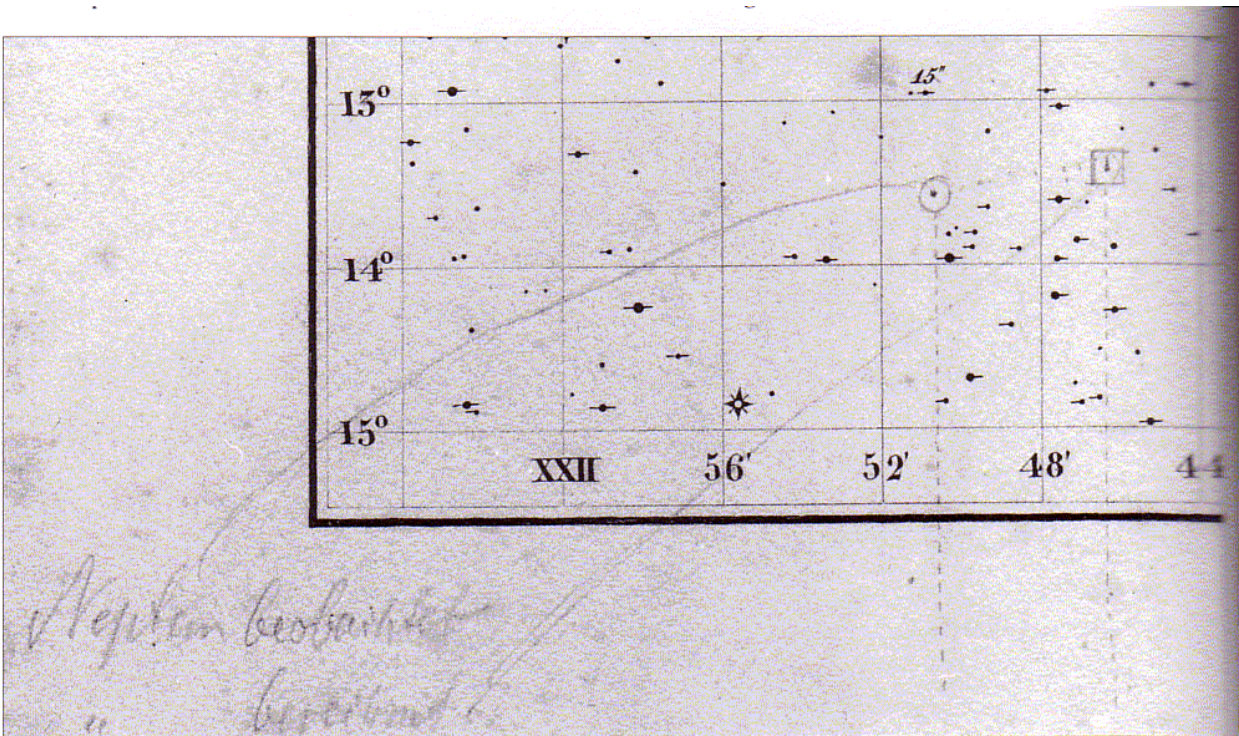 15"
13°
14°
15°
XXII 56' 52' 48' 44
Neptun beobachtet
" berechnet